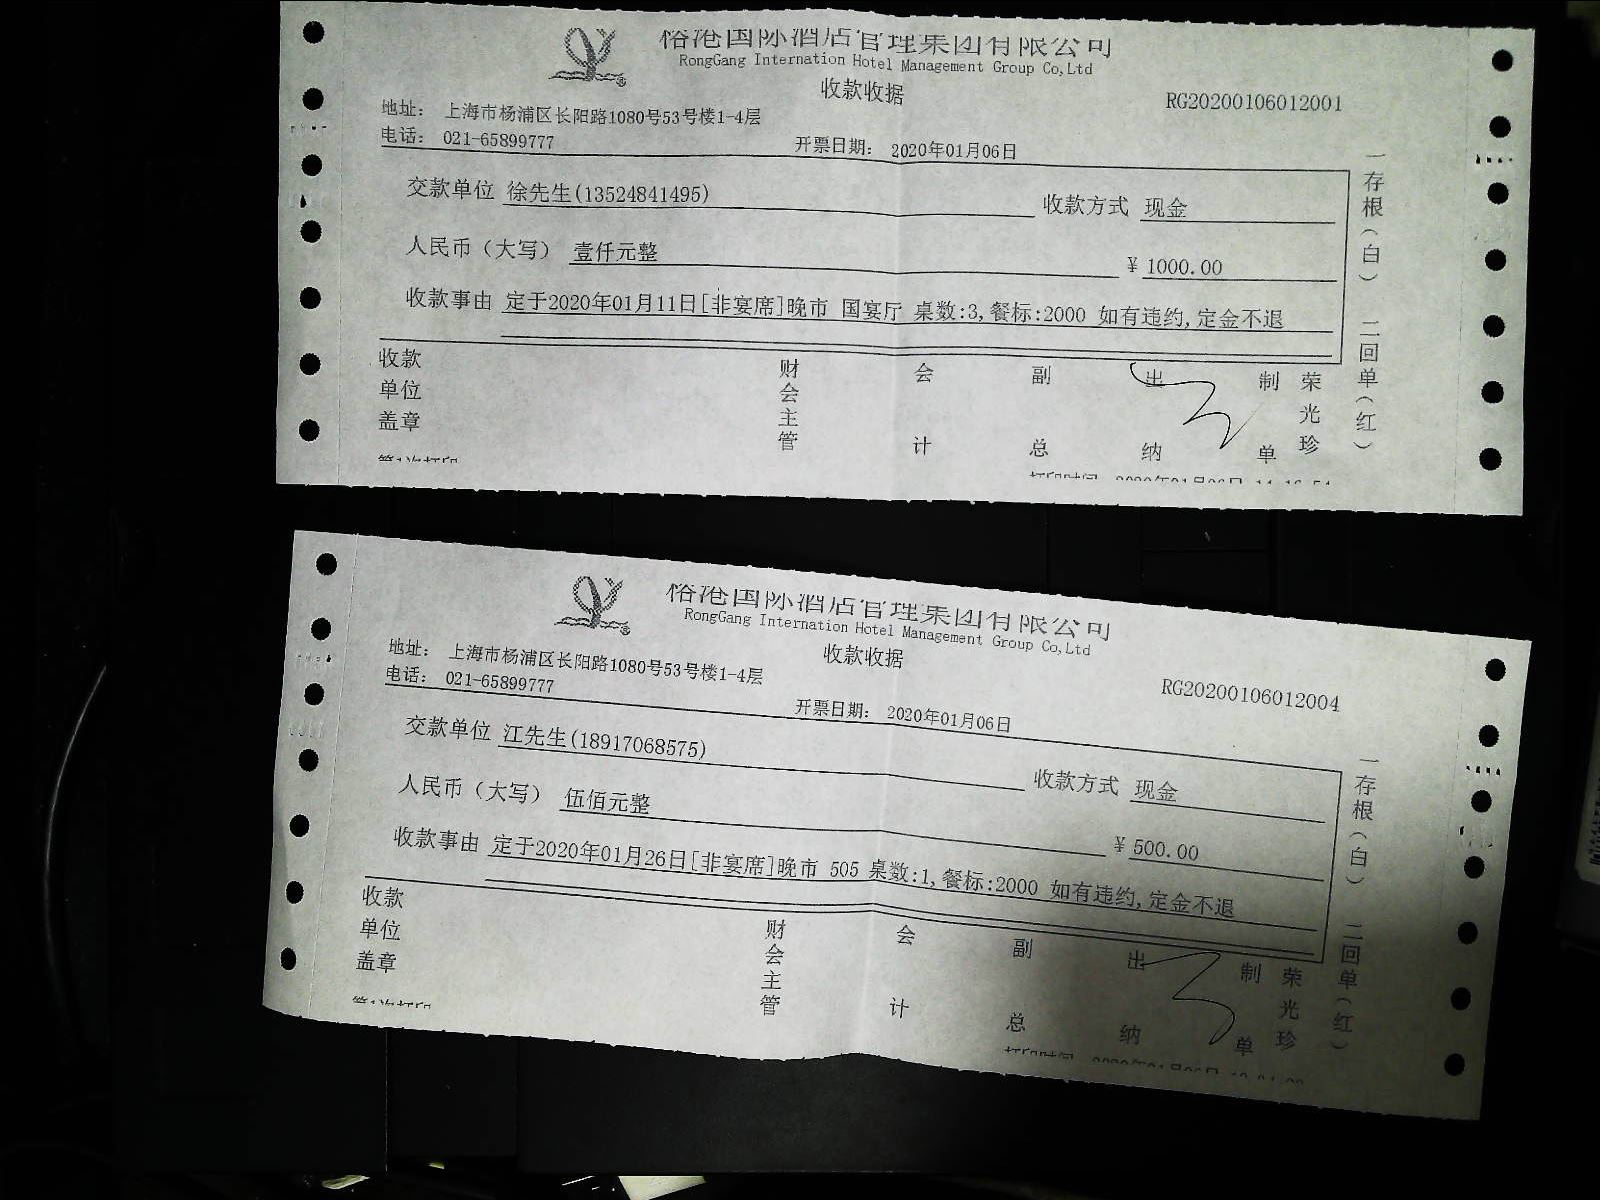 裕港国际酒店管理集团有限公司
RongGang Internation Hotel Management Group Co,Ltd
收款收据
RG20200106012001
地址： 上海市杨浦区长阳路1080号53号楼1-4层
电话： 021-65899777
开票日期： 2020年01月06日
交款单位 徐先生(13524841495)
收款方式 现金
人民币（大写） 壹仟元整
¥ 1000.00
收款事由 定于2020年01月11日[非宴席]晚市 国宴厅 桌数:3,餐标:2000 如有违约,定金不退
收款单位盖章
财会主管
会计
副总
出纳
制单
荣光珍
一存根（白） 二回单（红）
第1次打印
裕港国际酒店管理集团有限公司
RongGang Internation Hotel Management Group Co,Ltd
收款收据
RG20200106012004
地址： 上海市杨浦区长阳路1080号53号楼1-4层
电话： 021-65899777
开票日期： 2020年01月06日
交款单位 江先生(18917068575)
收款方式 现金
人民币（大写） 伍佰元整
¥ 500.00
收款事由 定于2020年01月26日[非宴席]晚市 505 桌数:1,餐标:2000 如有违约,定金不退
收款单位盖章
财会主管
会计
副总
出纳
制单
荣光珍
一存根（白） 二回单（红）
第1次打印